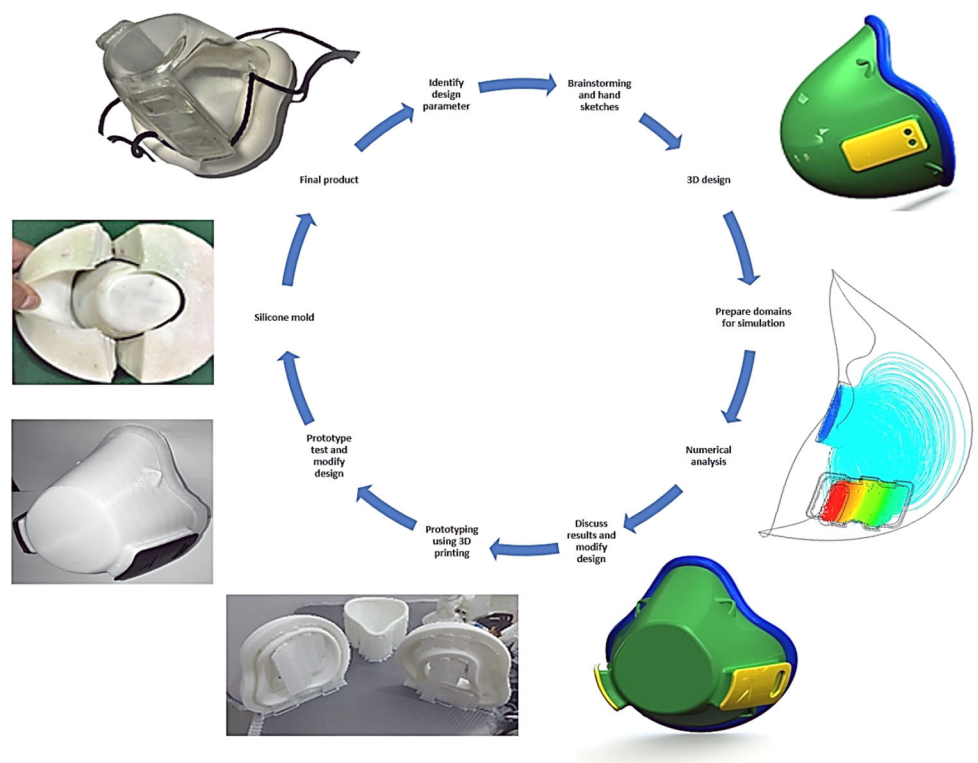 Identify
design
parameter
Brainstorming
and hand
sketches
3D design
Prepare domains
for simulation
Numerical
analysis
Discuss
results and
modify
design
Prototyping
using 3D
printing
Prototype
test and
modify
design
Silicone mold
Final product